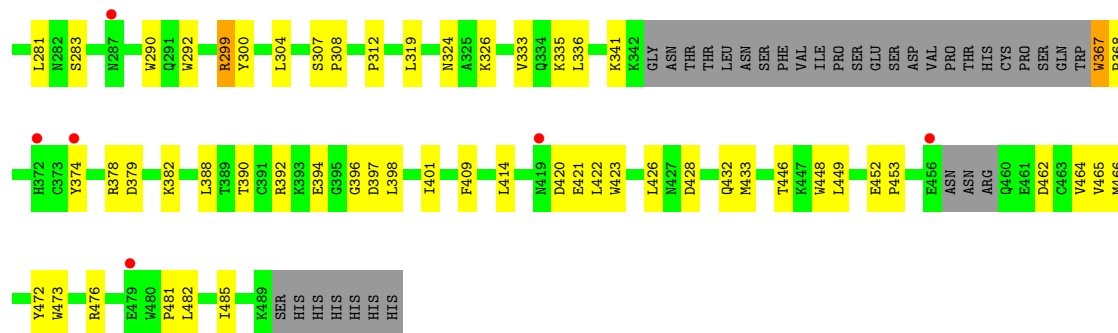 L281 N282 S283 N287 W290 Q291 W292 R299 Y300 L304 S307 P308 P312 L319 N324 A325 K326 V333 Q334 K335 L336 K341 K342 GLY ASN THR THR LEU ASN SER PHE VAL ILE PRO SER GLU SER ASP VAL PRO THR HIS CYS PRO SER GLN TRP W367 P368
H372 C373 Y374 R378 D379 K382 L388 T389 T390 C391 R392 K393 E394 G395 G396 D397 L398 I401 F409 L414 N419 D420 E421 L422 W423 L426 N427 D428 Q432 M433 T446 K447 W448 L449 E452 P453 E456 ASN ASN ARG Q460 E461 D462 C463 V464 V465
Y472 W473 R476 E479 W480 P481 L482 I485 K489 SER HIS HIS HIS HIS HIS HIS